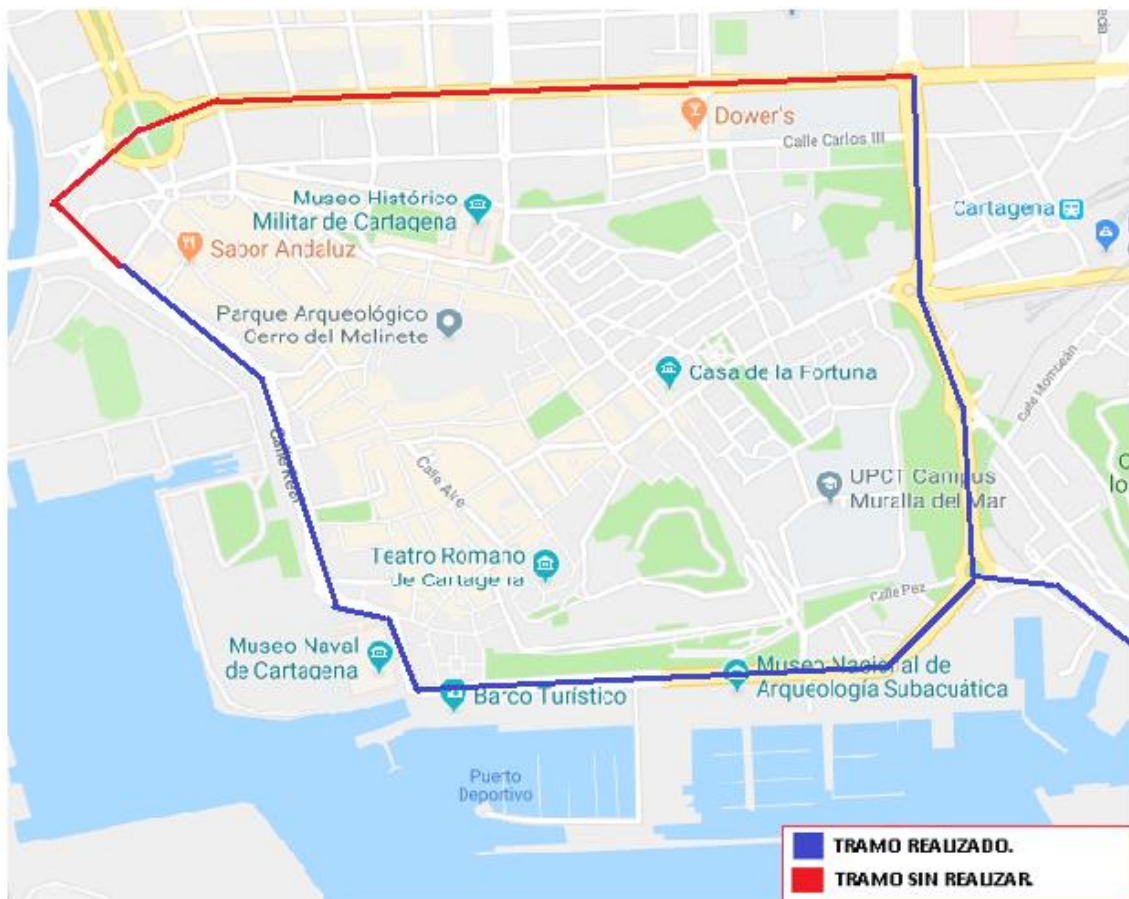 Dower's
Calle Carlos III
Museo Histórico
Militar de Cartagena
Cartagena
Sabor Andaluz
Parque Arqueológico
Cerro del Molinete
Casa de la Fortuna
Calle Real
Calle Aire
UPCT Campus
Muralla del Mar
Teatro Romano
de Cartagena
Calle Pez
Museo Naval
de Cartagena
Museo Nacional de
Arqueología Subacuática
Barco Turístico
Puerto
Deportivo
TRAMO REALIZADO.
TRAMO SIN REALIZAR.